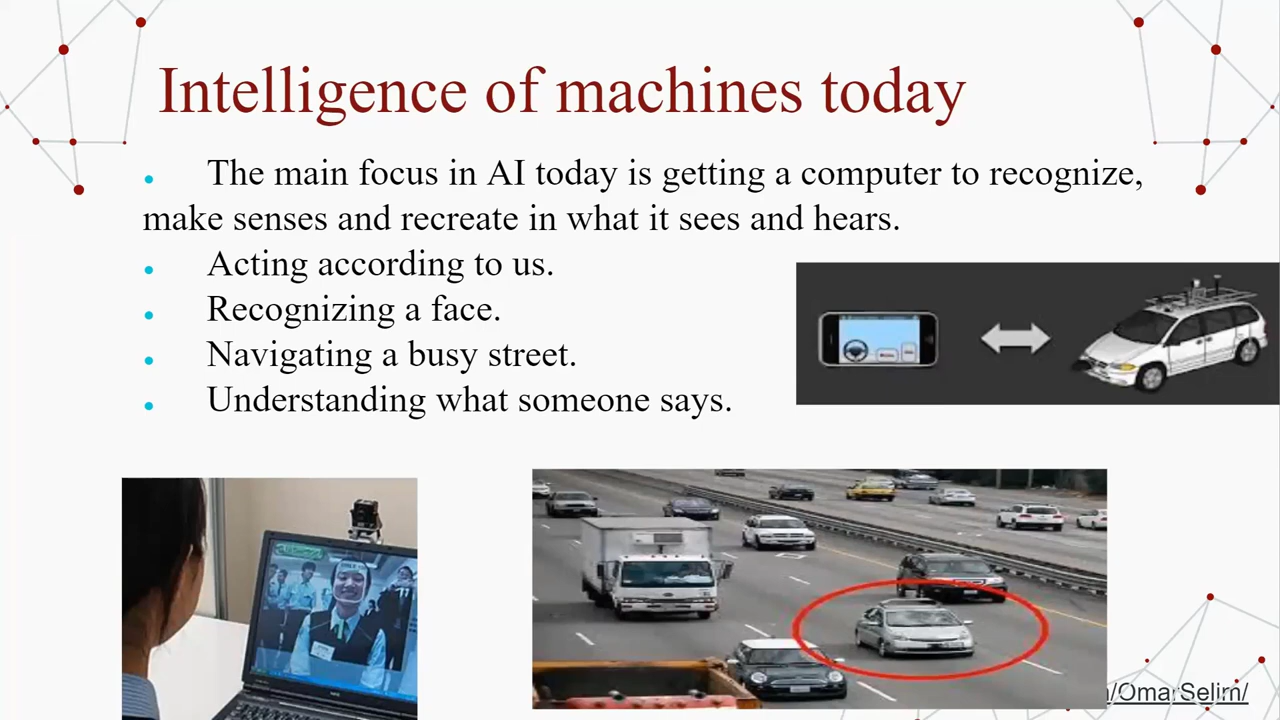 Intelligence of machines today
• The main focus in AI today is getting a computer to recognize,
make senses and recreate in what it sees and hears.
• Acting according to us.
• Recognizing a face.
• Navigating a busy street.
• Understanding what someone says.
/OmarSelim/